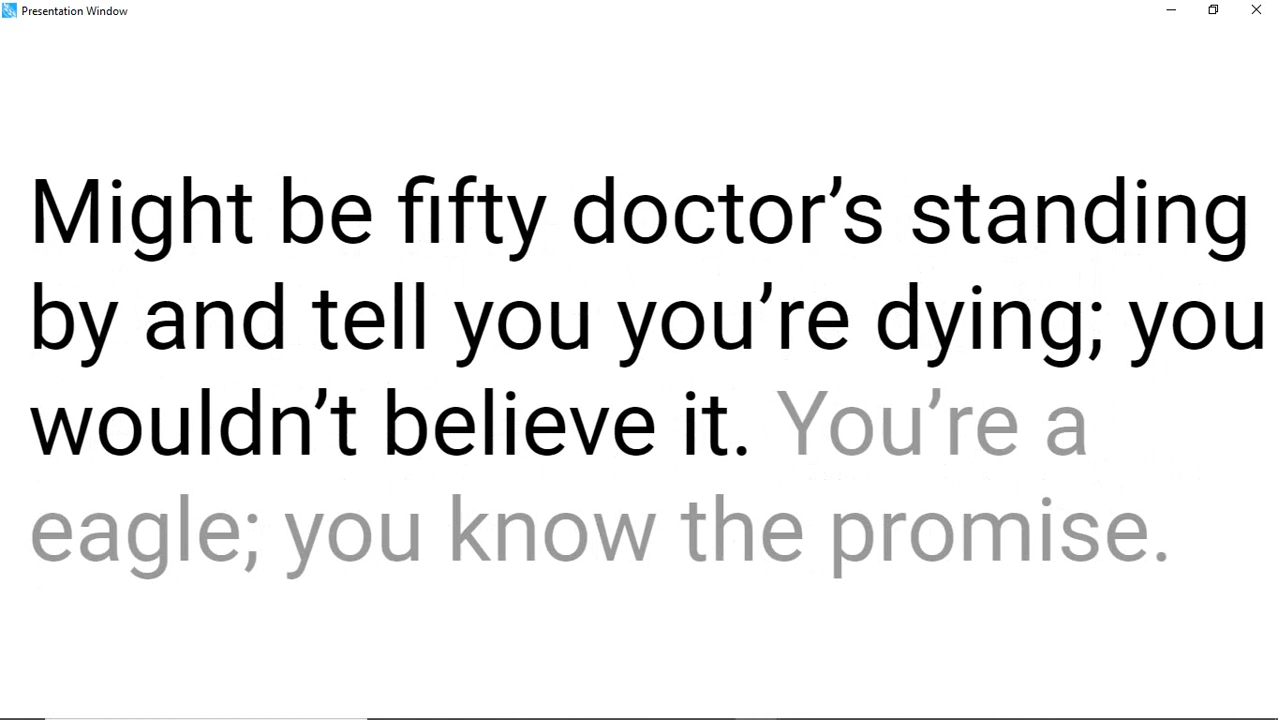 Presentation Window
Might be fifty doctor’s standing
by and tell you you’re dying; you
wouldn’t believe it. You’re a
eagle; you know the promise.